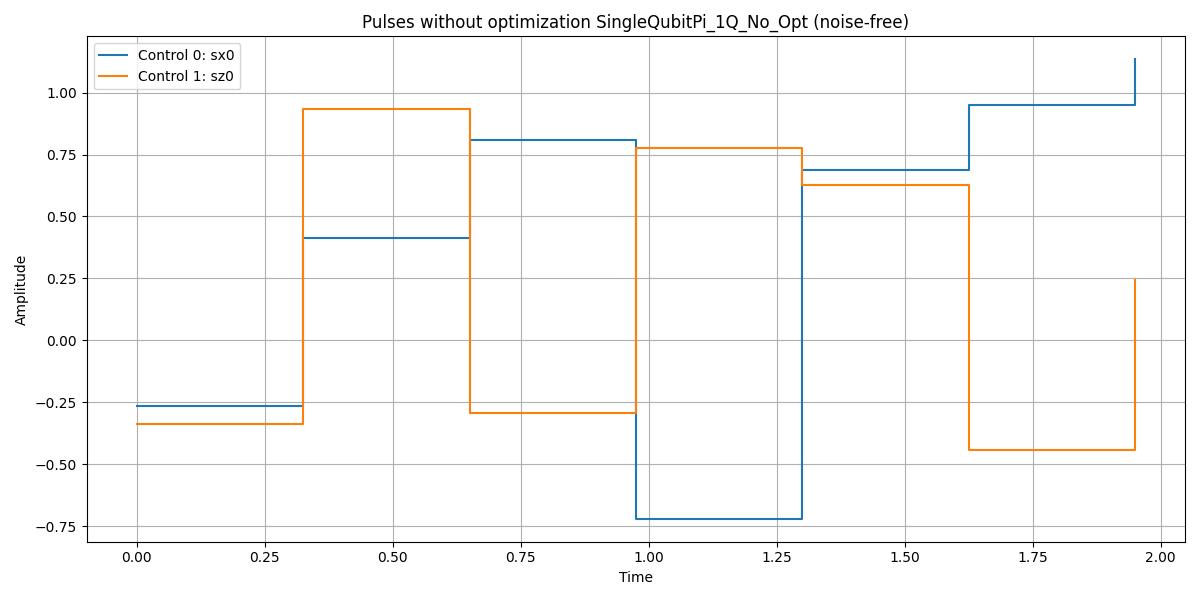 Pulses without optimization SingleQubitPi_1Q_No_Opt (noise-free)
Control 0: sx0
Control 1: sz0
Amplitude
1.00
0.75
0.50
0.25
0.00
−0.25
−0.50
−0.75
0.00 0.25 0.50 0.75 1.00 1.25 1.50 1.75 2.00
Time